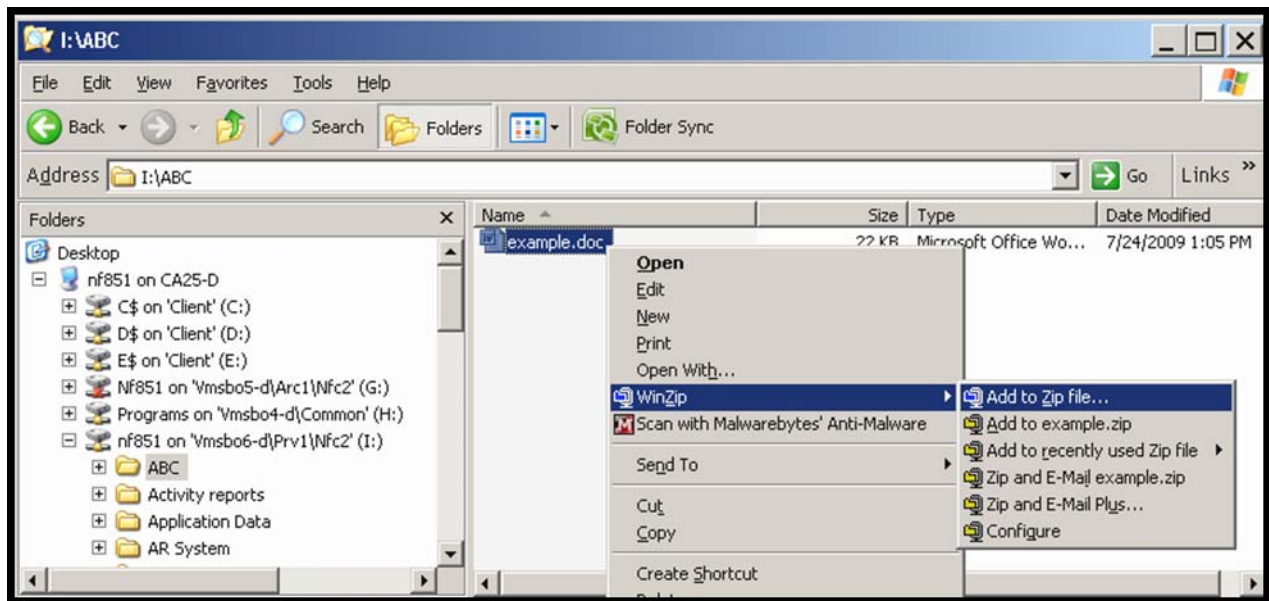 I:\ABC
File Edit View Favorites Tools Help
Back Search Folders Folder Sync
Address I:\ABC Go Links »
Folders X
Name Size Type Date Modified
Desktop
nf851 on CA25-D
C$ on 'Client' (C:)
D$ on 'Client' (D:)
E$ on 'Client' (E:)
Nf851 on 'Vmsbo5-d\Arc1\Nfc2' (G:)
Programs on 'Vmsbo4-d\Common' (H:)
nf851 on 'Vmsbo6-d\Prv1\Nfc2' (I:)
ABC
Activity reports
Application Data
AR System
example.doc 22 KB Microsoft Office Wo... 7/24/2009 1:05 PM
Open
Edit
New
Print
Open With...
WinZip
Scan with Malwarebytes' Anti-Malware
Send To
Cut
Copy
Create Shortcut
Add to Zip file...
Add to example.zip
Add to recently used Zip file
Zip and E-Mail example.zip
Zip and E-Mail Plus...
Configure